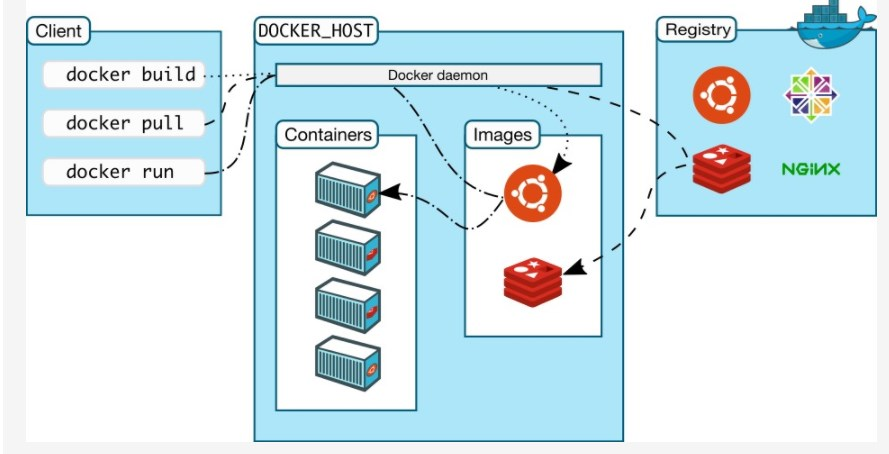 Client
docker build
docker pull
docker run
DOCKER_HOST
Docker daemon
Containers
Images
Registry
NGiNX